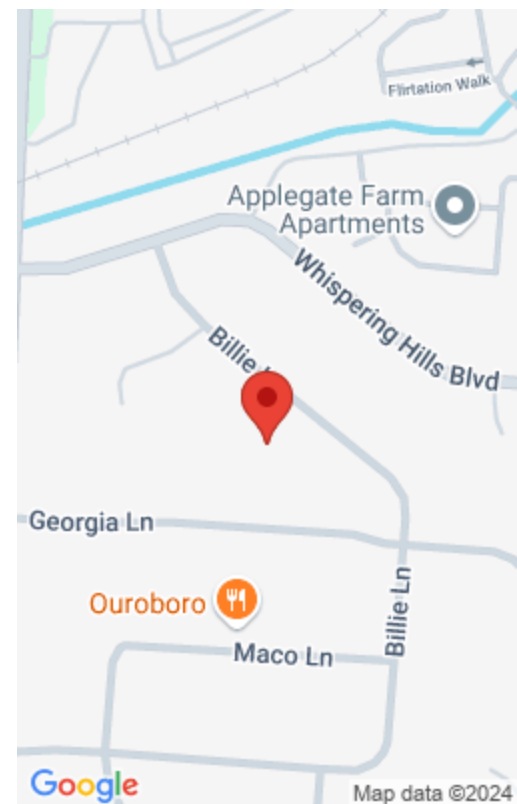 Flirtation Walk
Applegate Farm
Apartments
Whispering Hills Blvd
Billie
Georgia Ln
Ouroboro
Billie Ln
Maco Ln
Google
Map data ©2024